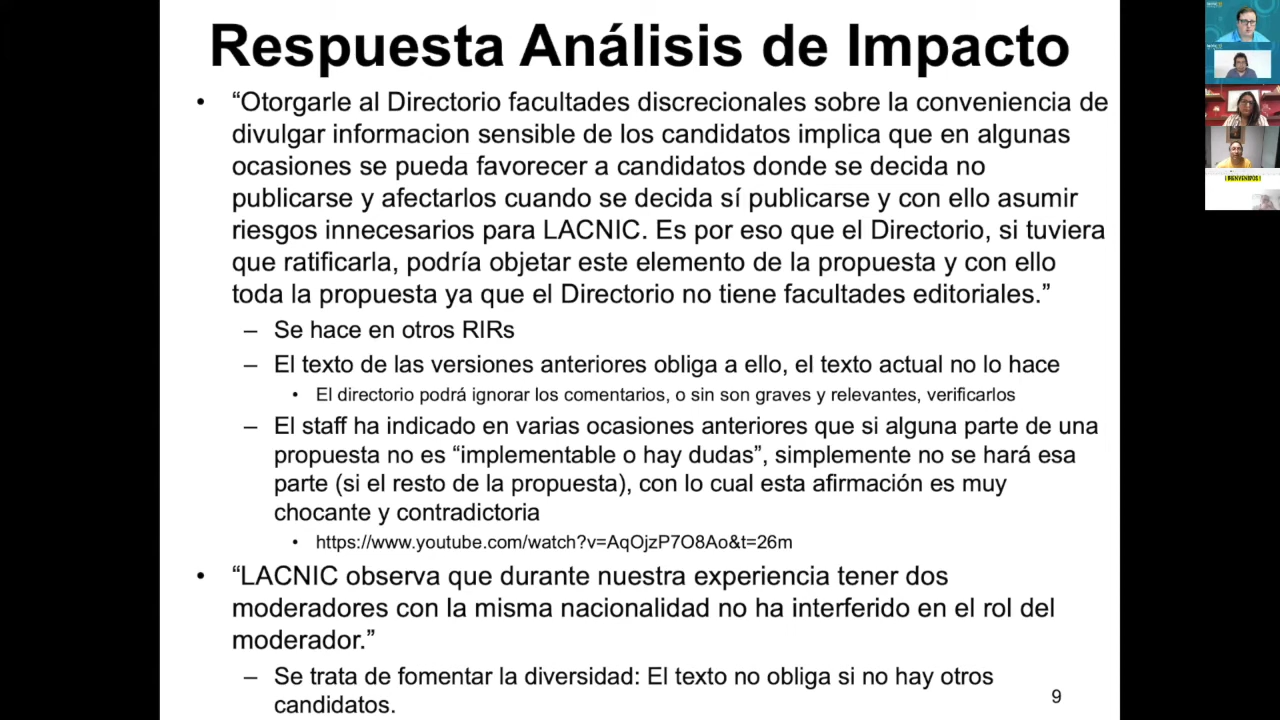 Respuesta Análisis de Impacto
• “Otorgarle al Directorio facultades discrecionales sobre la conveniencia de
divulgar informacion sensible de los candidatos implica que en algunas
ocasiones se pueda favorecer a candidatos donde se decida no
publicarse y afectarlos cuando se decida sí publicarse y con ello asumir
riesgos innecesarios para LACNIC. Es por eso que el Directorio, si tuviera
que ratificarla, podría objetar este elemento de la propuesta y con ello
toda la propuesta ya que el Directorio no tiene facultades editoriales.”
– Se hace en otros RIRs
– El texto de las versiones anteriores obliga a ello, el texto actual no lo hace
• El directorio podrá ignorar los comentarios, o sin son graves y relevantes, verificarlos
– El staff ha indicado en varias ocasiones anteriores que si alguna parte de una
propuesta no es “implementable o hay dudas”, simplemente no se hará esa
parte (si el resto de la propuesta), con lo cual esta afirmación es muy
chocante y contradictoria
• https://www.youtube.com/watch?v=AqOjzP7O8Ao&t=26m
• “LACNIC observa que durante nuestra experiencia tener dos
moderadores con la misma nacionalidad no ha interferido en el rol del
moderador.”
– Se trata de fomentar la diversidad: El texto no obliga si no hay otros
candidatos.
9
¡BIENVENIDOS!